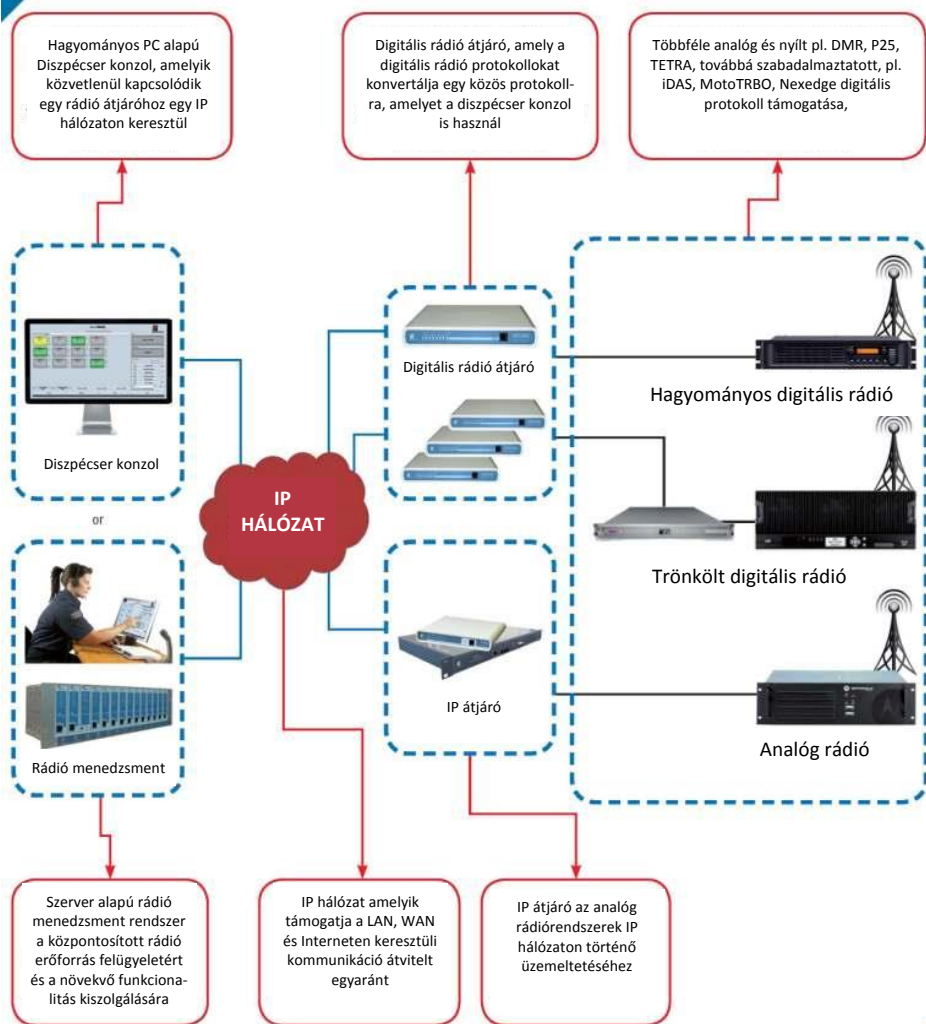 Hagyományos PC alapú
Diszpécser konzol, amelyik
közvetlenül kapcsolódik
egy rádió átjáróhoz egy IP
hálózaton keresztül
Digitális rádió átjáró, amely a
digitális rádió protokollokat
konvertálja egy közös protokoll-
ra, amelyet a diszpécser konzol
is használ
Többféle analóg és nyílt pl. DMR, P25,
TETRA, továbbá szabadalmaztatott, pl.
iDAS, MotoTRBO, Nexedge digitális
protokoll támogatása,
Diszpécser konzol
or
Rádió menedzsment
IP
HÁLÓZAT
Digitális rádió átjáró
IP átjáró
Hagyományos digitális rádió
Trönkölt digitális rádió
Analóg rádió
Szerver alapú rádió
menedzsment rendszer
a központosított rádió
erőforrás felügyeletért
és a növekvő funkciona-
litás kiszolgálására
IP hálózat amelyik
támogatja a LAN, WAN
és Interneten keresztüli
kommunikáció átvitelt
egyaránt
IP átjáró az analóg
rádiórendszerek IP
hálózaton történő
üzemeltetéséhez